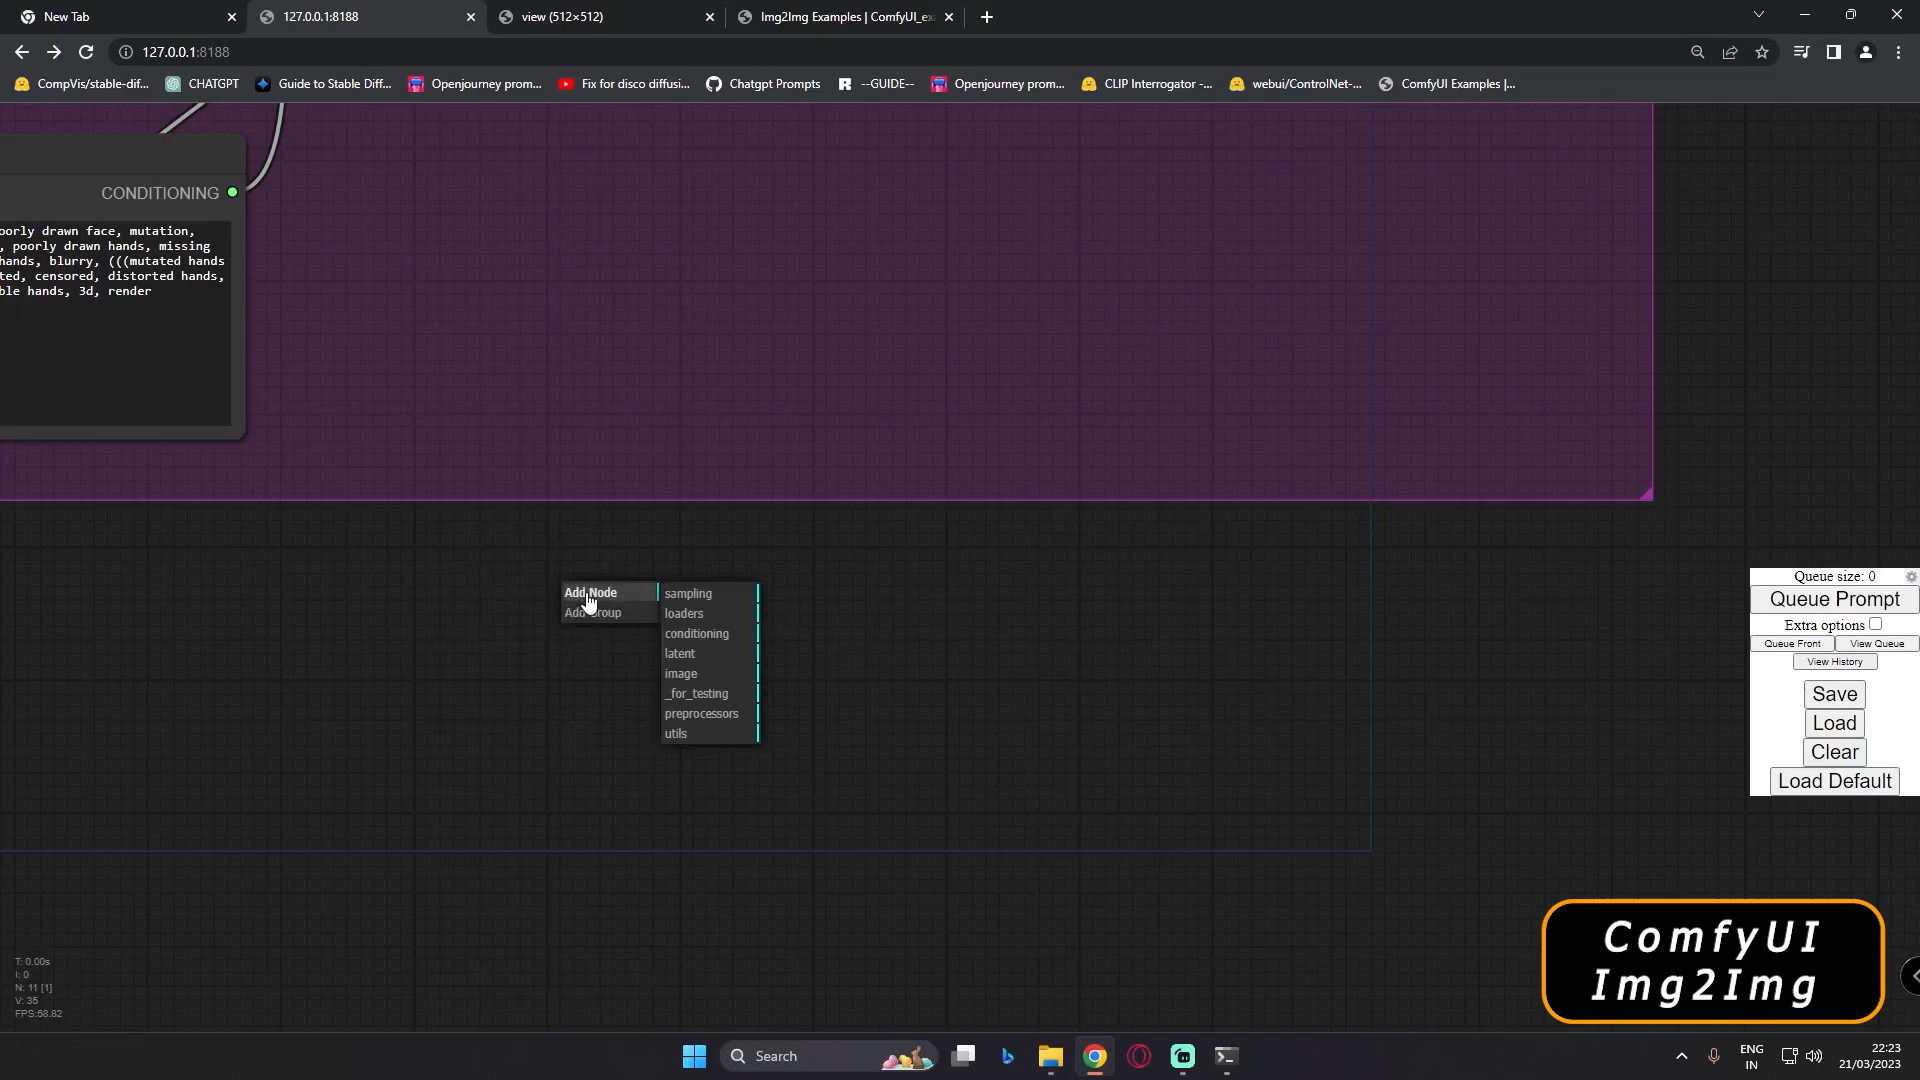 New Tab
127.0.0.1:8188
view (512×512)
Img2Img Examples | ComfyUI_ex
127.0.0.1:8188
CompVis/stable-dif...
CHATGPT
Guide to Stable Diff...
Openjourney prom...
Fix for disco diffusi...
Chatgpt Prompts
--GUIDE--
Openjourney prom...
CLIP Interrogator -...
webui/ControlNet-...
ComfyUI Examples |...
CONDITIONING
oorly drawn face, mutation,
, poorly drawn hands, missing
hands, blurry, (((mutated hands
ted, censored, distorted hands,
ble hands, 3d, render
Add Node
Add Group
sampling
loaders
conditioning
latent
image
_for_testing
preprocessors
utils
Queue size: 0
Queue Prompt
Extra options
Queue Front
View Queue
View History
Save
Load
Clear
Load Default
ComfyUI
Img2Img
T: 0.00s
I: 0
N: 11 [1]
V: 35
FPS:58.82
Search
ENG
IN
22:23
21/03/2023